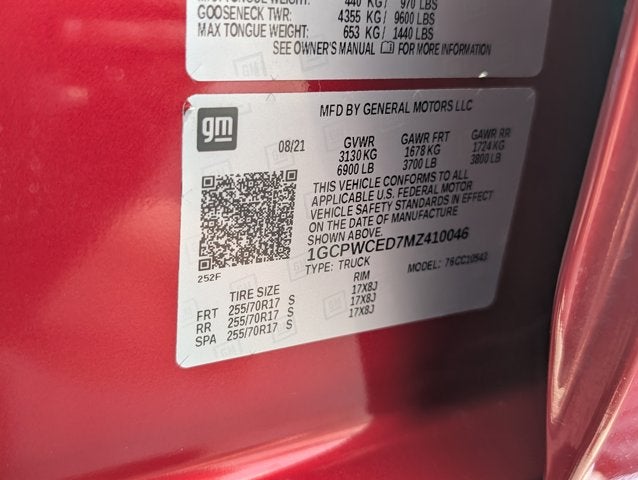 MAX TONGUE WEIGHT: 440 KG / 970 LBS
GOOSENECK TWR: 4355 KG / 9600 LBS
MAX TONGUE WEIGHT: 653 KG / 1440 LBS
SEE OWNER'S MANUAL FOR MORE INFORMATION
gm
MFD BY GENERAL MOTORS LLC
08/21 GVWR GAWR FRT GAWR RR
3130 KG 1678 KG 1724 KG
6900 LB 3700 LB 3800 LB
THIS VEHICLE CONFORMS TO ALL
APPLICABLE U.S. FEDERAL MOTOR
VEHICLE SAFETY STANDARDS IN EFFECT
ON THE DATE OF MANUFACTURE
SHOWN ABOVE.
1GCPWCED7MZ410046
TYPE: TRUCK MODEL: 76CC10543
252F
TIRE SIZE RIM
FRT 255/70R17 S 17X8J
RR 255/70R17 S 17X8J
SPA 255/70R17 S 17X8J